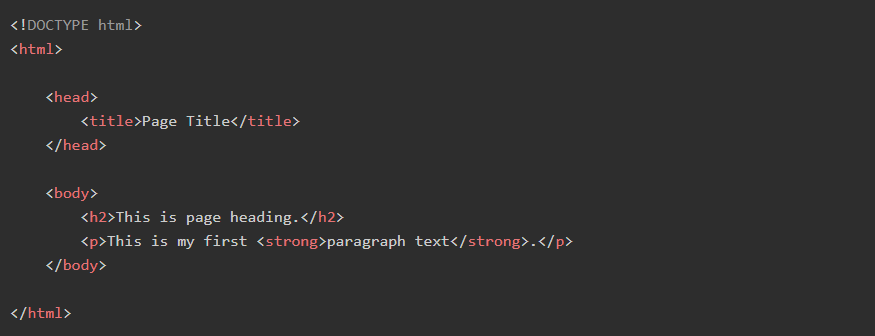 <!DOCTYPE html>
<html>
<head>
<title>Page Title</title>
</head>
<body>
<h2>This is page heading.</h2>
<p>This is my first <strong>paragraph text</strong>.</p>
</body>
</html>